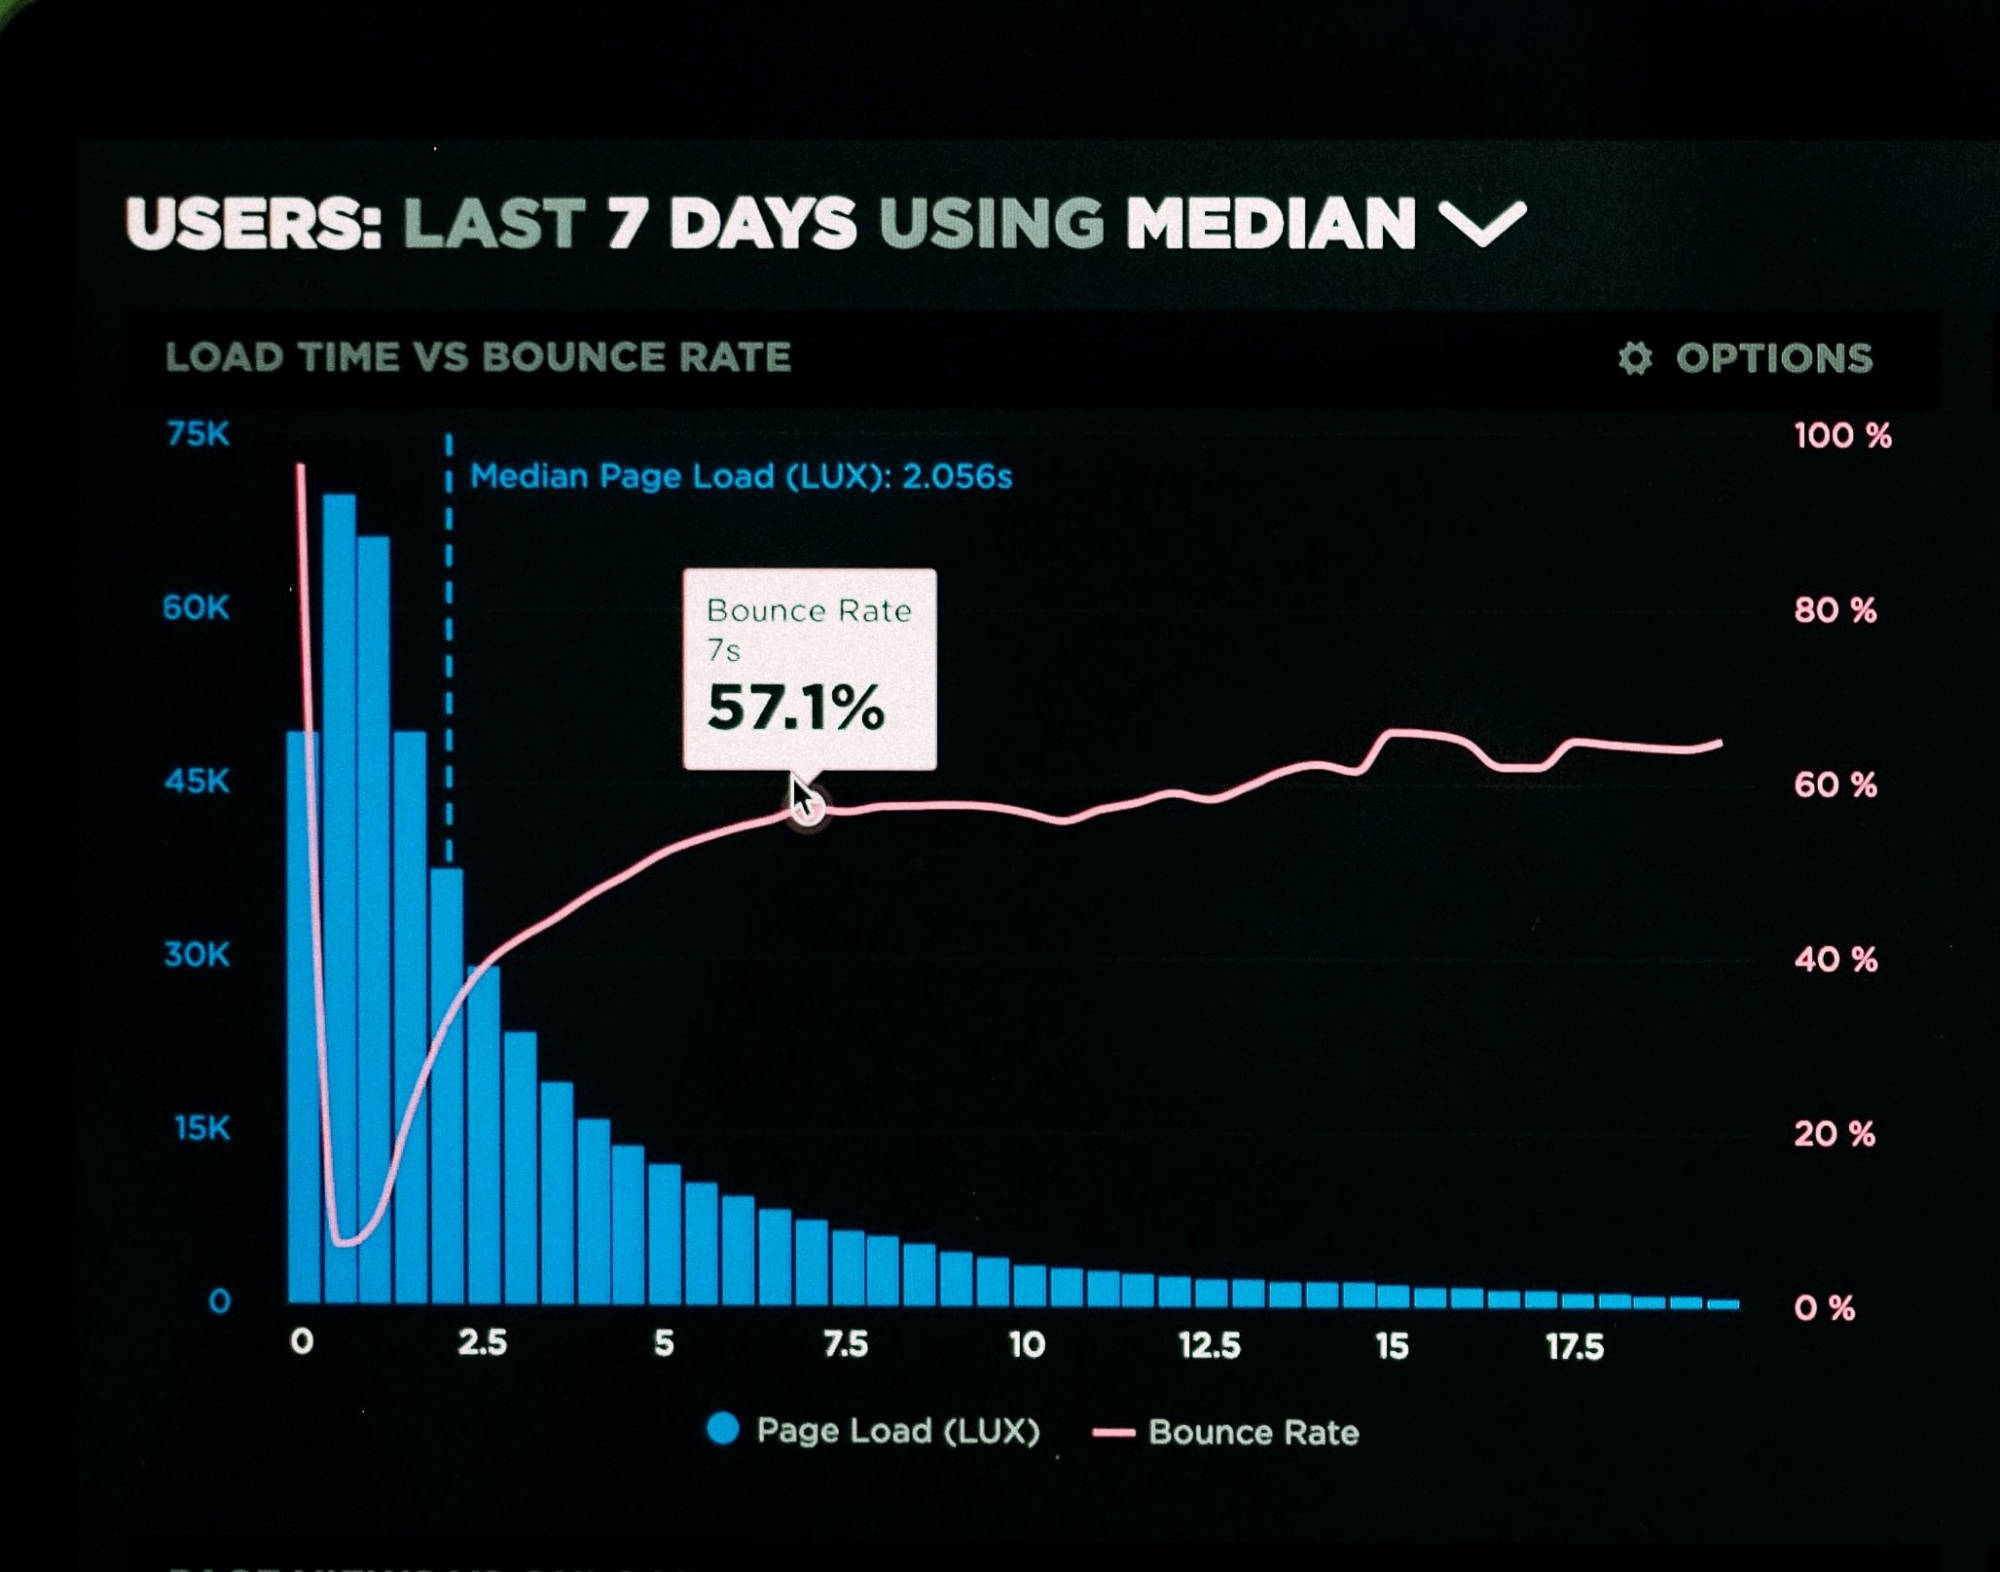 USERS: LAST 7 DAYS USING MEDIAN
LOAD TIME VS BOUNCE RATE
OPTIONS
75K
60K
45K
30K
15K
0
100 %
80 %
60 %
40 %
20 %
0 %
Median Page Load (LUX): 2.056s
Bounce Rate
7s
57.1%
0 2.5 5 7.5 10 12.5 15 17.5
Page Load (LUX) Bounce Rate